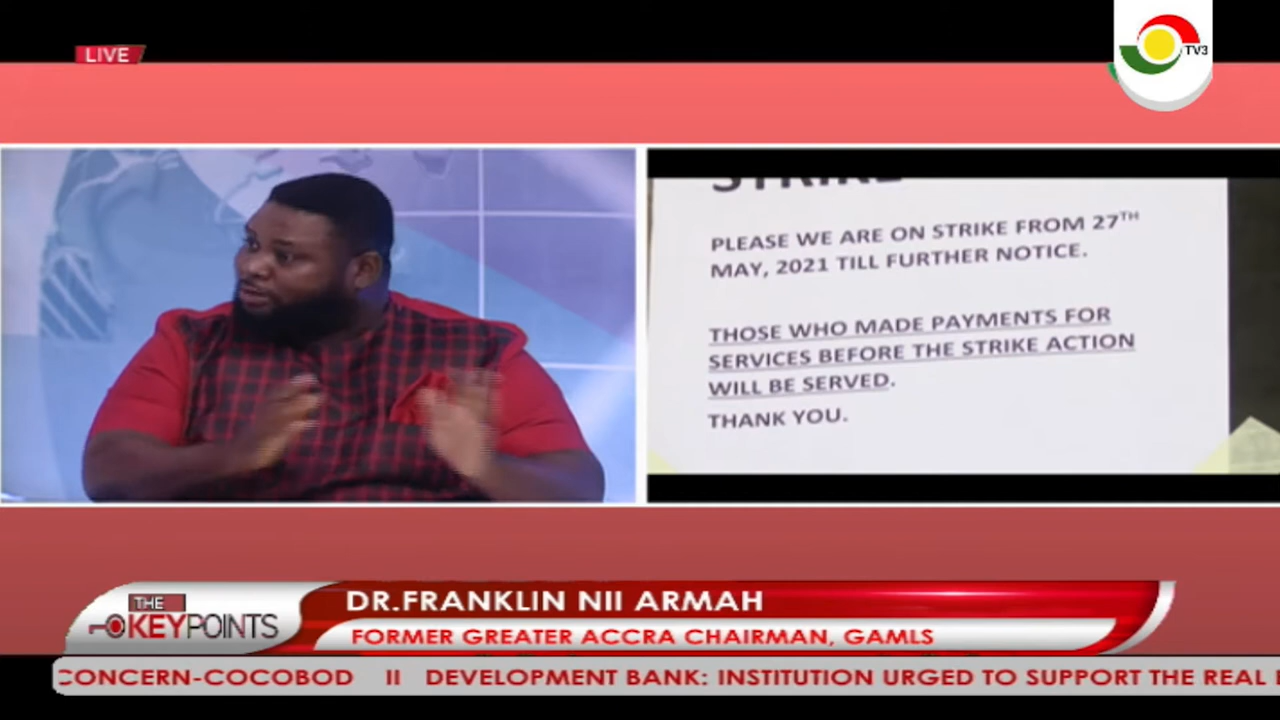 LIVE
TV3
STRIKE
PLEASE WE ARE ON STRIKE FROM 27TH
MAY, 2021 TILL FURTHER NOTICE.
THOSE WHO MADE PAYMENTS FOR
SERVICES BEFORE THE STRIKE ACTION
WILL BE SERVED.
THANK YOU.
THE
KEYPOINTS
DR.FRANKLIN NII ARMAH
FORMER GREATER ACCRA CHAIRMAN, GAMLS
CONCERN-COCOBOD II DEVELOPMENT BANK: INSTITUTION URGED TO SUPPORT THE REAL